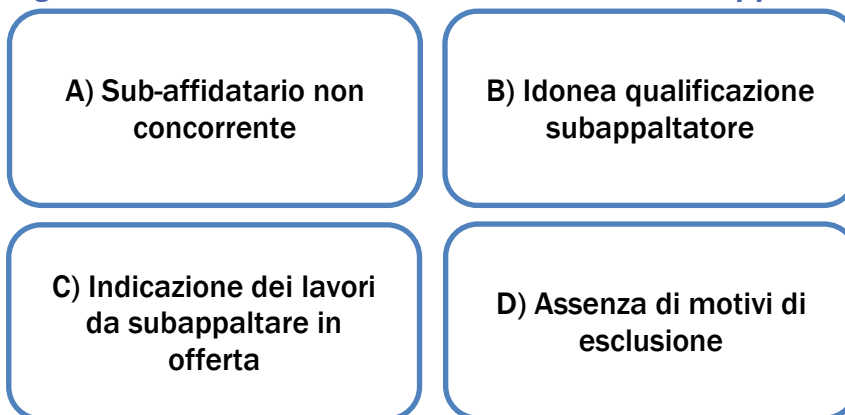 A) Sub-affidatario non
concorrente
B) Idonea qualificazione
subappaltatore
C) Indicazione dei lavori
da subappaltare in
offerta
D) Assenza di motivi di
esclusione